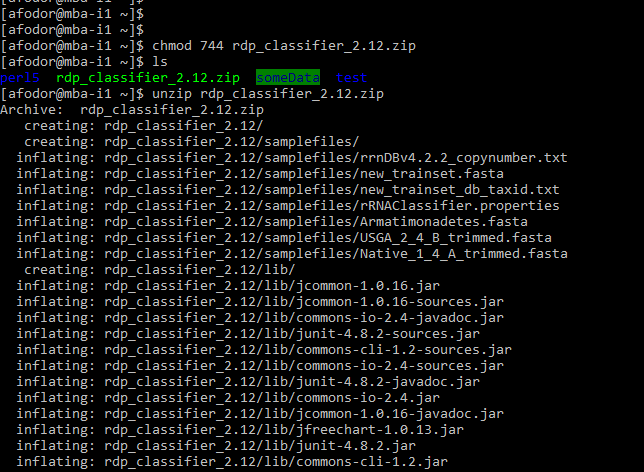 [afodor@mba-i1 ~]$
[afodor@mba-i1 ~]$
[afodor@mba-i1 ~]$ chmod 744 rdp_classifier_2.12.zip
[afodor@mba-i1 ~]$ ls
perl5  rdp_classifier_2.12.zip  someData  test
[afodor@mba-i1 ~]$ unzip rdp_classifier_2.12.zip
Archive:  rdp_classifier_2.12.zip
   creating: rdp_classifier_2.12/
   creating: rdp_classifier_2.12/samplefiles/
  inflating: rdp_classifier_2.12/samplefiles/rrnDBv4.2.2_copynumber.txt
  inflating: rdp_classifier_2.12/samplefiles/new_trainset.fasta
  inflating: rdp_classifier_2.12/samplefiles/new_trainset_db_taxid.txt
  inflating: rdp_classifier_2.12/samplefiles/rRNAClassifier.properties
  inflating: rdp_classifier_2.12/samplefiles/Armatimonadetes.fasta
  inflating: rdp_classifier_2.12/samplefiles/USGA_2_4_B_trimmed.fasta
  inflating: rdp_classifier_2.12/samplefiles/Native_1_4_A_trimmed.fasta
   creating: rdp_classifier_2.12/lib/
  inflating: rdp_classifier_2.12/lib/jcommon-1.0.16.jar
  inflating: rdp_classifier_2.12/lib/jcommon-1.0.16-sources.jar
  inflating: rdp_classifier_2.12/lib/commons-io-2.4-javadoc.jar
  inflating: rdp_classifier_2.12/lib/junit-4.8.2-sources.jar
  inflating: rdp_classifier_2.12/lib/commons-cli-1.2-sources.jar
  inflating: rdp_classifier_2.12/lib/commons-io-2.4-sources.jar
  inflating: rdp_classifier_2.12/lib/junit-4.8.2-javadoc.jar
  inflating: rdp_classifier_2.12/lib/commons-io-2.4.jar
  inflating: rdp_classifier_2.12/lib/jcommon-1.0.16-javadoc.jar
  inflating: rdp_classifier_2.12/lib/jfreechart-1.0.13.jar
  inflating: rdp_classifier_2.12/lib/junit-4.8.2.jar
  inflating: rdp_classifier_2.12/lib/commons-cli-1.2.jar